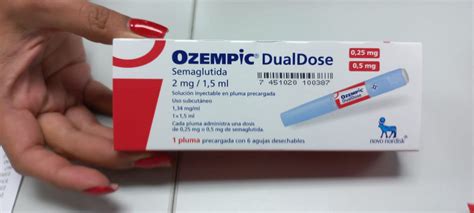 OZEMPIC® DualDose
Semaglutida
2 mg / 1,5 ml
7 451020 100387
Solución inyectable en pluma precargada
Uso subcutáneo
1,34 mg/ml
1 x 1,5 ml
Cada pluma administra una dosis
de 0,25 mg o 0,5 mg de semaglutida.
1 pluma precargada con 6 agujas desechables
0,25 mg
0,5 mg
OZEMPIC®
DualDose
novo nordisk®